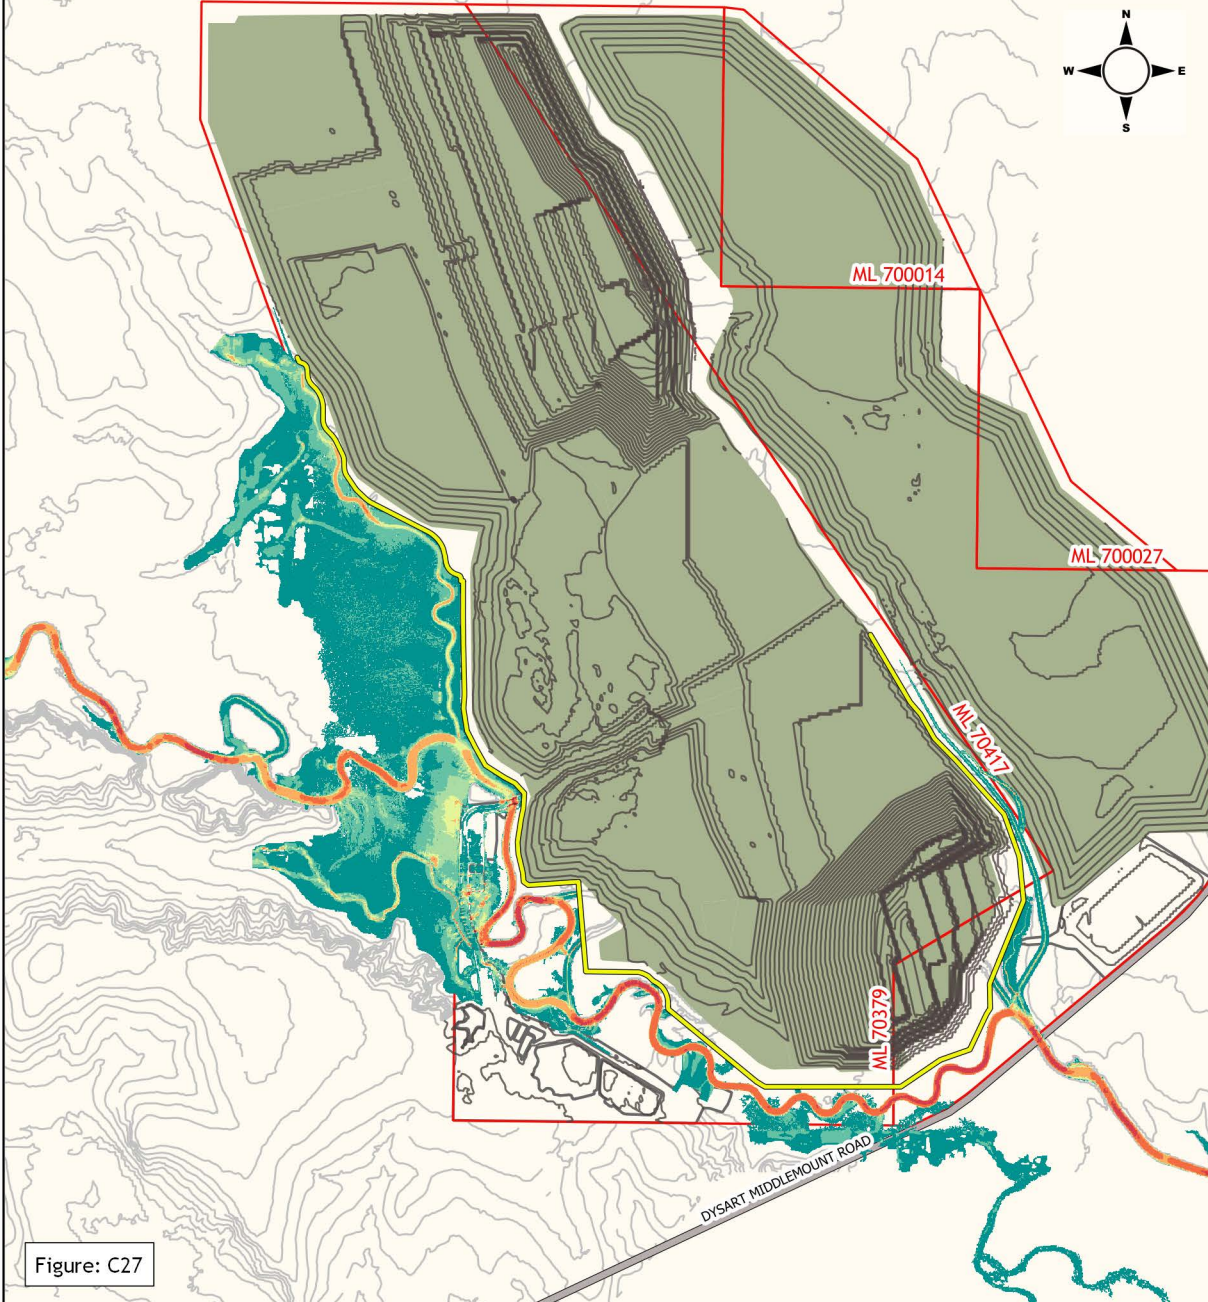 N
W E
S
ML 700014
ML 700027
ML 70417
ML 70379
DYSART MIDDLEMOUNT ROAD
Figure: C27